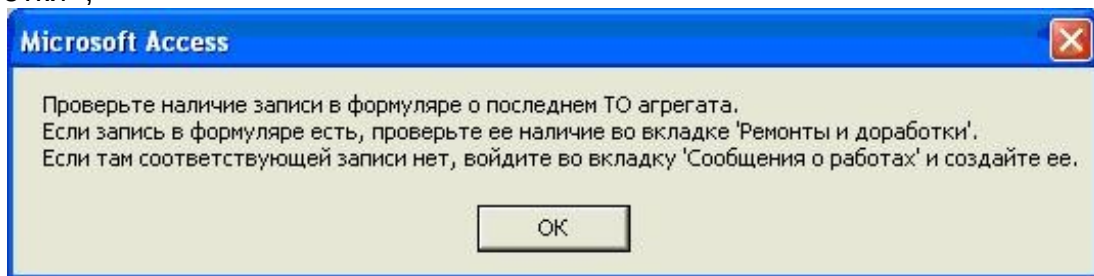 Microsoft Access
Проверьте наличие записи в формуляре о последнем ТО агрегата.
Если запись в формуляре есть, проверьте ее наличие во вкладке 'Ремонты и доработки'.
Если там соответствующей записи нет, войдите во вкладку 'Сообщения о работах' и создайте ее.
OK